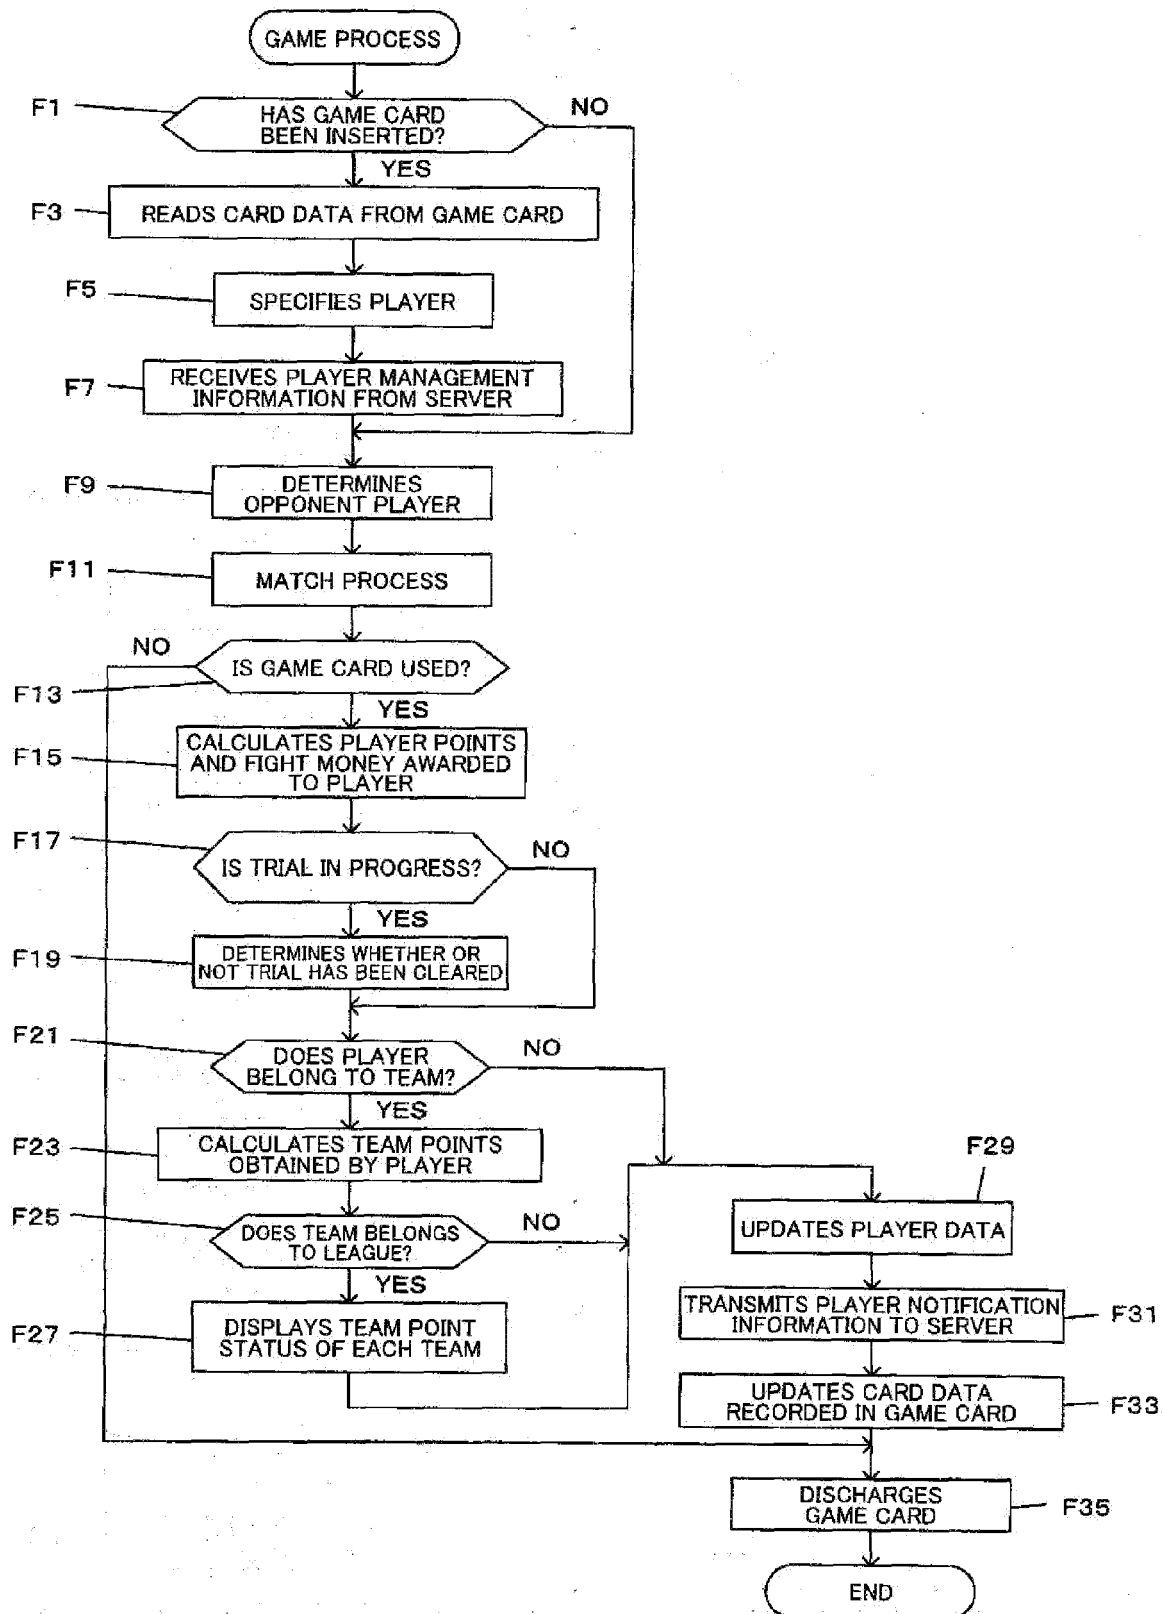 GAME PROCESS
F1
HAS GAME CARD
BEEN INSERTED?
NO
YES
F3
READS CARD DATA FROM GAME CARD
F5
SPECIFIES PLAYER
F7
RECEIVES PLAYER MANAGEMENT
INFORMATION FROM SERVER
F9
DETERMINES
OPPONENT PLAYER
F11
MATCH PROCESS
NO
IS GAME CARD USED?
F13
YES
F15
CALCULATES PLAYER POINTS
AND FIGHT MONEY AWARDED
TO PLAYER
F17
IS TRIAL IN PROGRESS?
NO
YES
F19
DETERMINES WHETHER OR
NOT TRIAL HAS BEEN CLEARED
F21
DOES PLAYER
BELONG TO TEAM?
NO
YES
F23
CALCULATES TEAM POINTS
OBTAINED BY PLAYER
F25
DOES TEAM BELONGS
TO LEAGUE?
NO
YES
F27
DISPLAYS TEAM POINT
STATUS OF EACH TEAM
F29
UPDATES PLAYER DATA
TRANSMITS PLAYER NOTIFICATION
INFORMATION TO SERVER
F31
UPDATES CARD DATA
RECORDED IN GAME CARD
F33
DISCHARGES
GAME CARD
F35
END